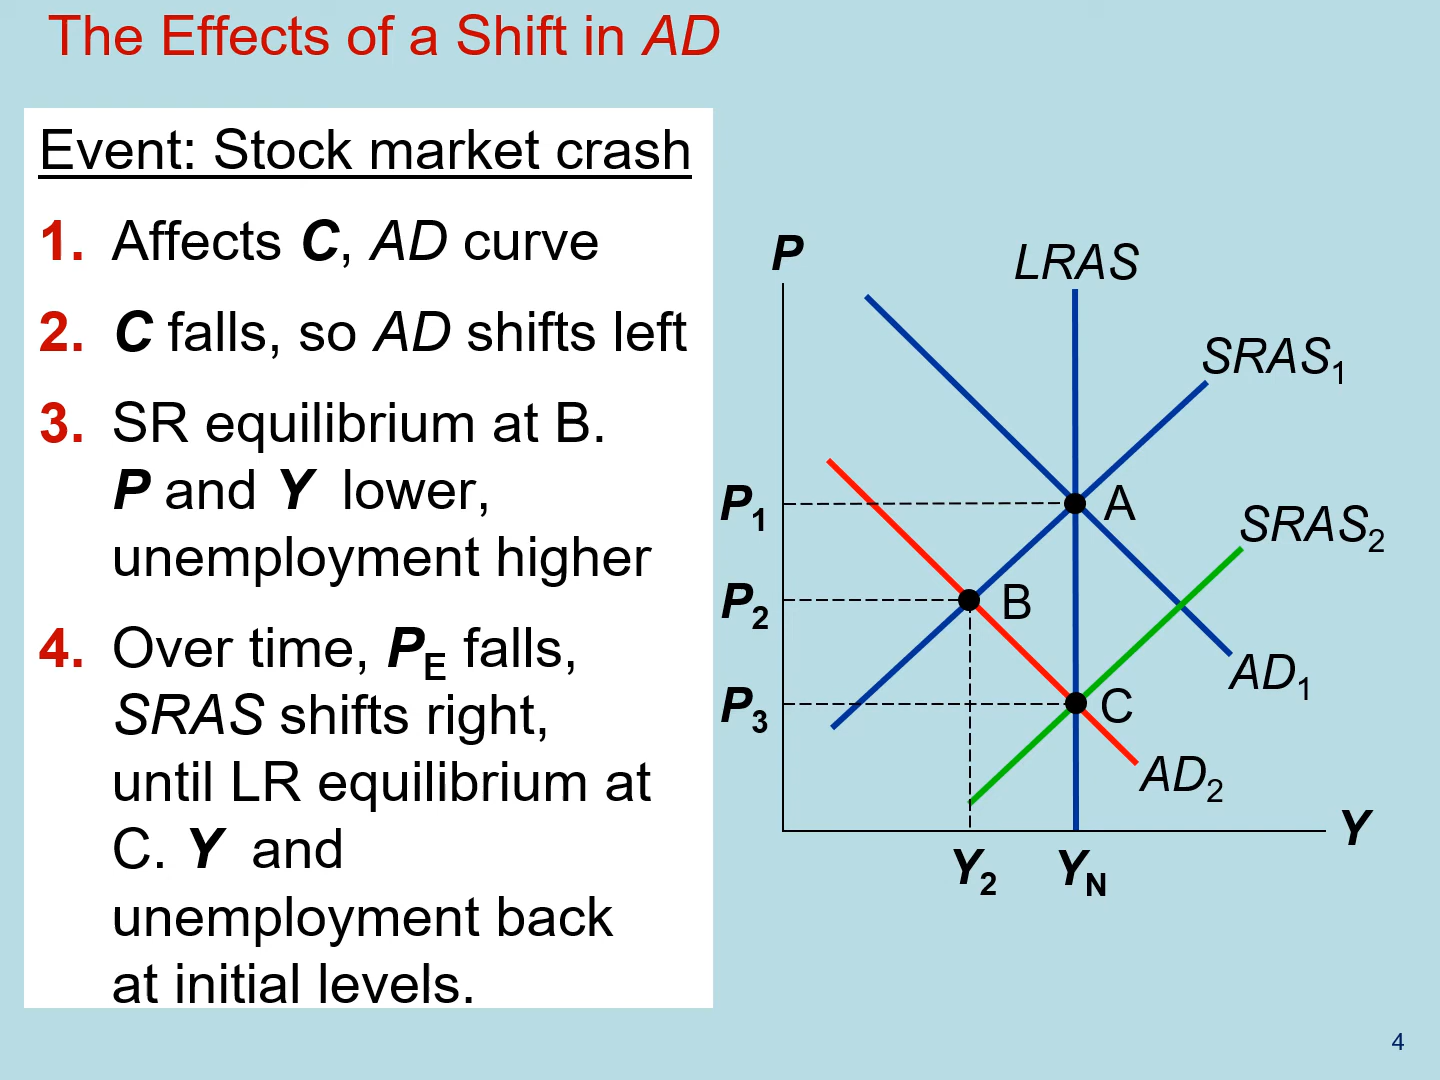 The Effects of a Shift in AD
Event: Stock market crash
1. Affects C, AD curve
2. C falls, so AD shifts left
3. SR equilibrium at B.
P and Y lower,
unemployment higher
4. Over time, PE falls,
SRAS shifts right,
until LR equilibrium at
C. Y and
unemployment back
at initial levels.
P
LRAS
SRAS1
P1
A
SRAS2
P2
B
AD1
P3
C
AD2
Y
Y2
YN
4